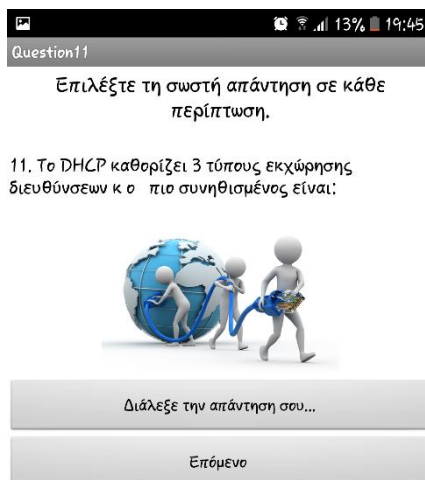 13% 19:45
Question11
Επιλέξτε τη σωστή απάντηση σε κάθε
περίπτωση.
11. Το DHCP καθορίζει 3 τύπους εκχώρησης
διευθύνσεων κ ο πιο συνηθισμένος είναι:
Διάλεξε την απάντηση σου...
Επόμενο